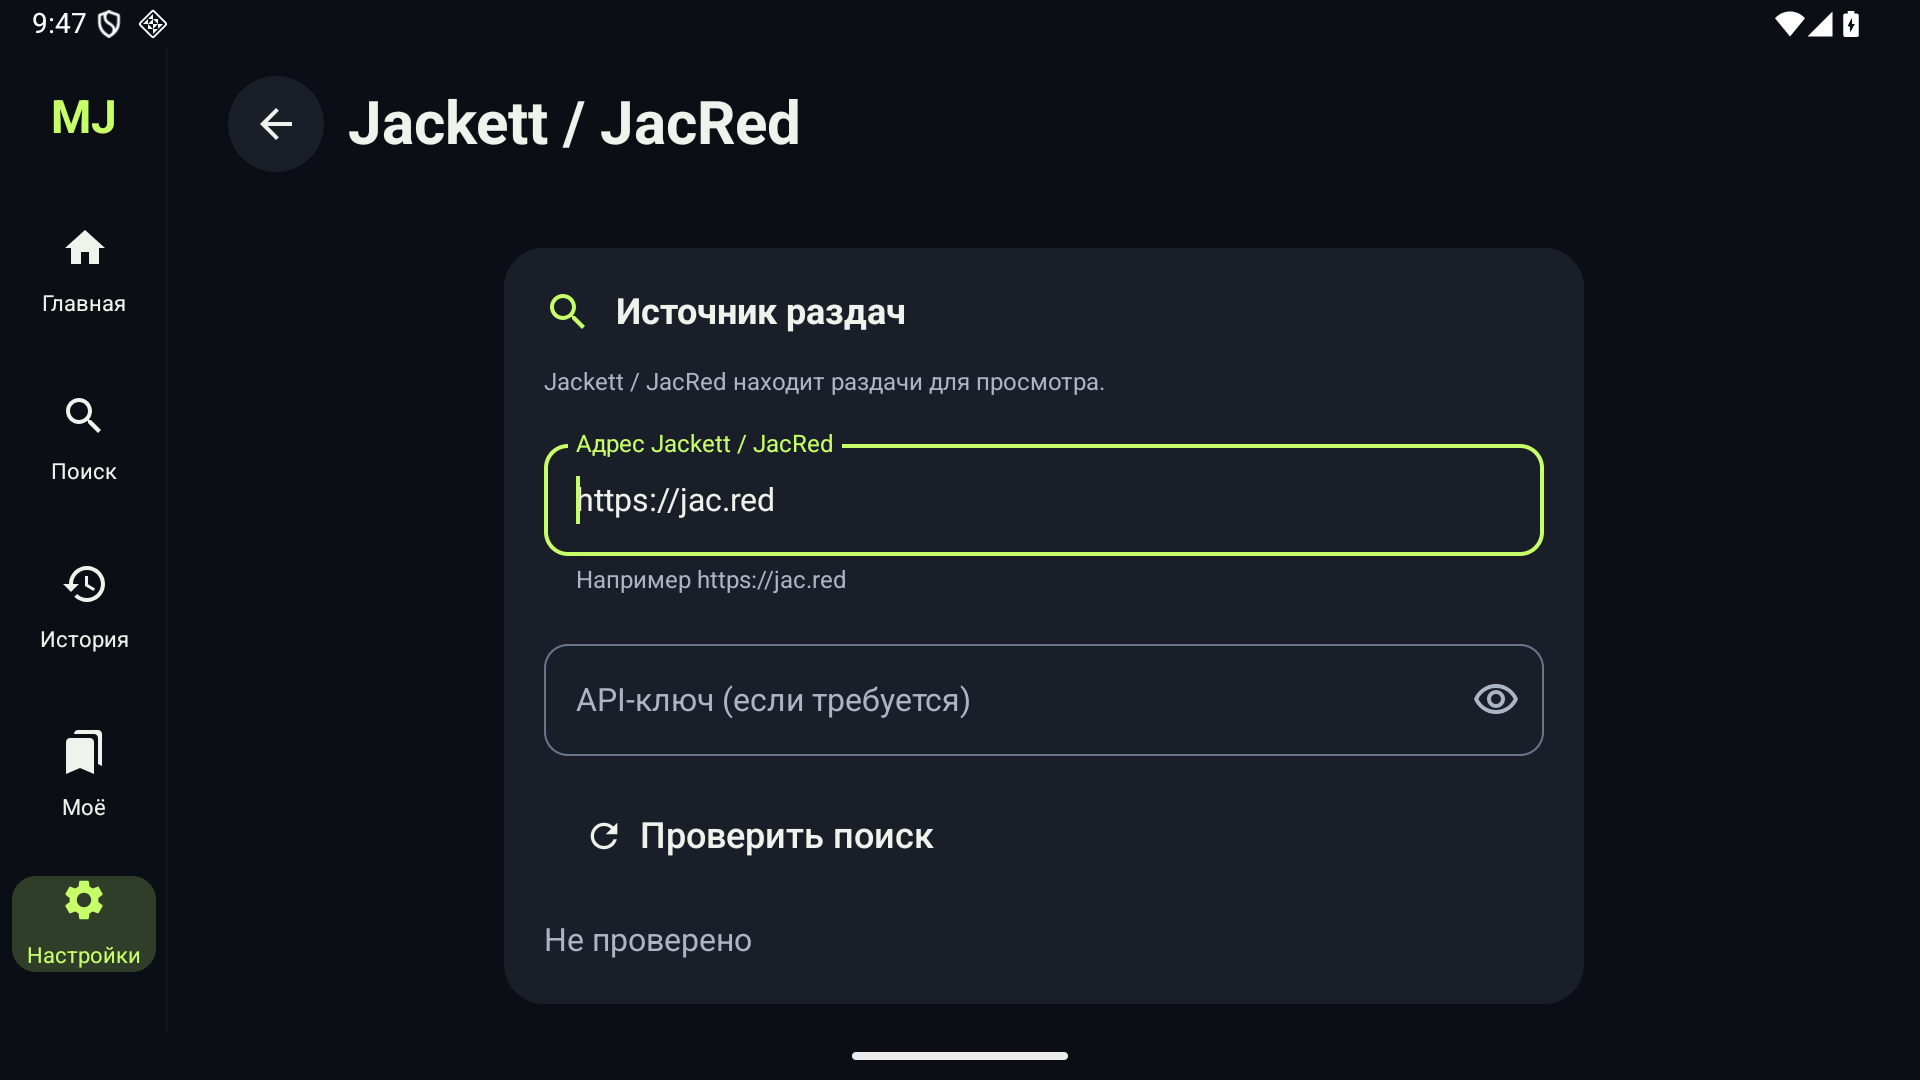 9:47
MJ
Jackett / JacRed
Главная
Поиск
История
Моё
Настройки
Источник раздач
Jackett / JacRed находит раздачи для просмотра.
Адрес Jackett / JacRed
https://jac.red
Например https://jac.red
API-ключ (если требуется)
Проверить поиск
Не проверено